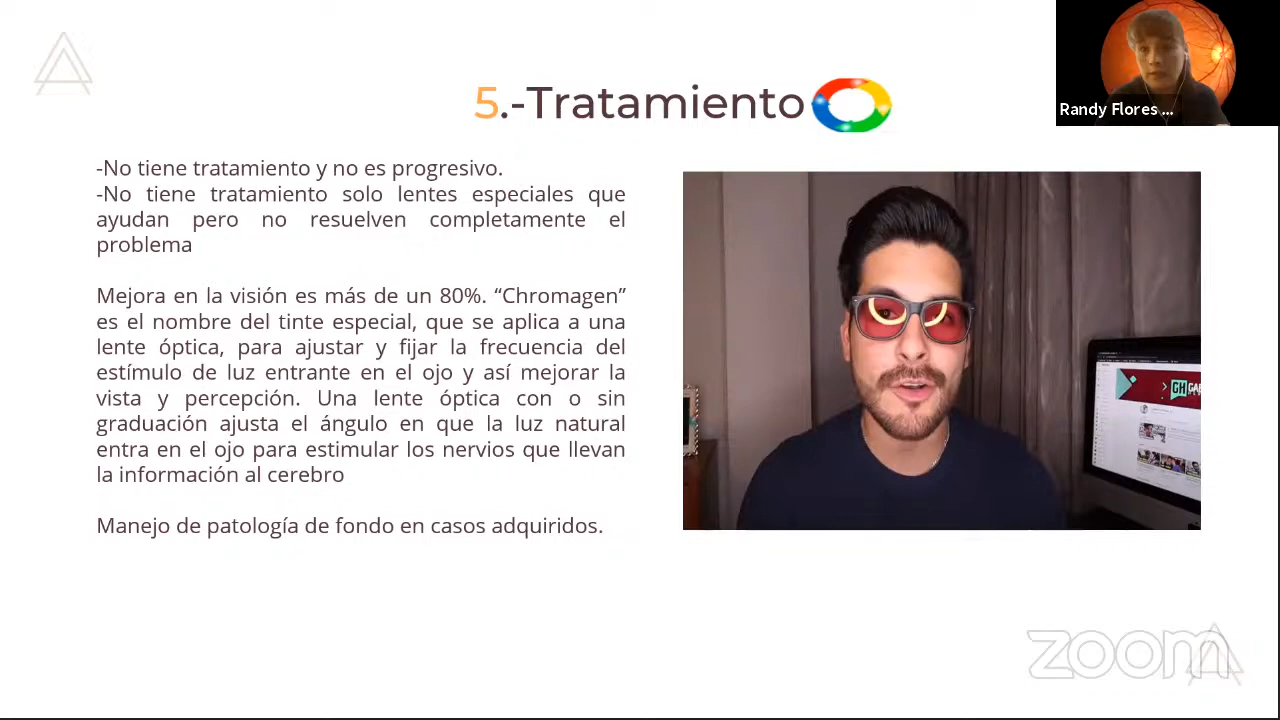 5.-Tratamiento
Randy Flores ...
-No tiene tratamiento y no es progresivo.
-No tiene tratamiento solo lentes especiales que
ayudan pero no resuelven completamente el
problema
Mejora en la visión es más de un 80%. “Chromagen”
es el nombre del tinte especial, que se aplica a una
lente óptica, para ajustar y fijar la frecuencia del
estímulo de luz entrante en el ojo y así mejorar la
vista y percepción. Una lente óptica con o sin
graduación ajusta el ángulo en que la luz natural
entra en el ojo para estimular los nervios que llevan
la información al cerebro
Manejo de patología de fondo en casos adquiridos.
GH
zoom